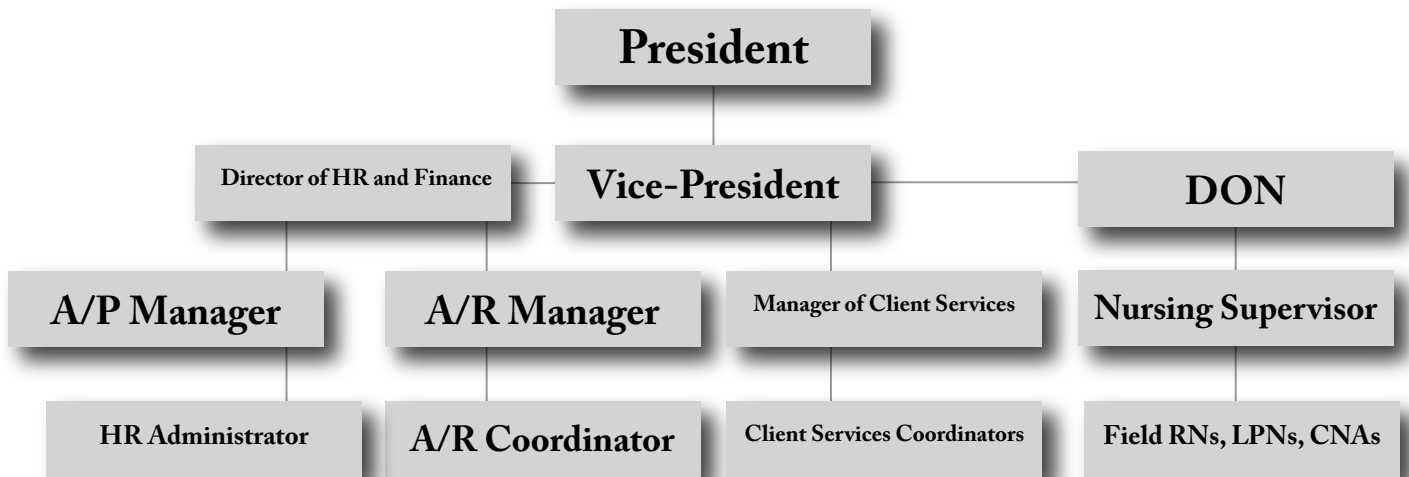 President
Director of HR and Finance
Vice-President
DON
A/P Manager
A/R Manager
Manager of Client Services
Nursing Supervisor
HR Administrator
A/R Coordinator
Client Services Coordinators
Field RNs, LPNs, CNAs